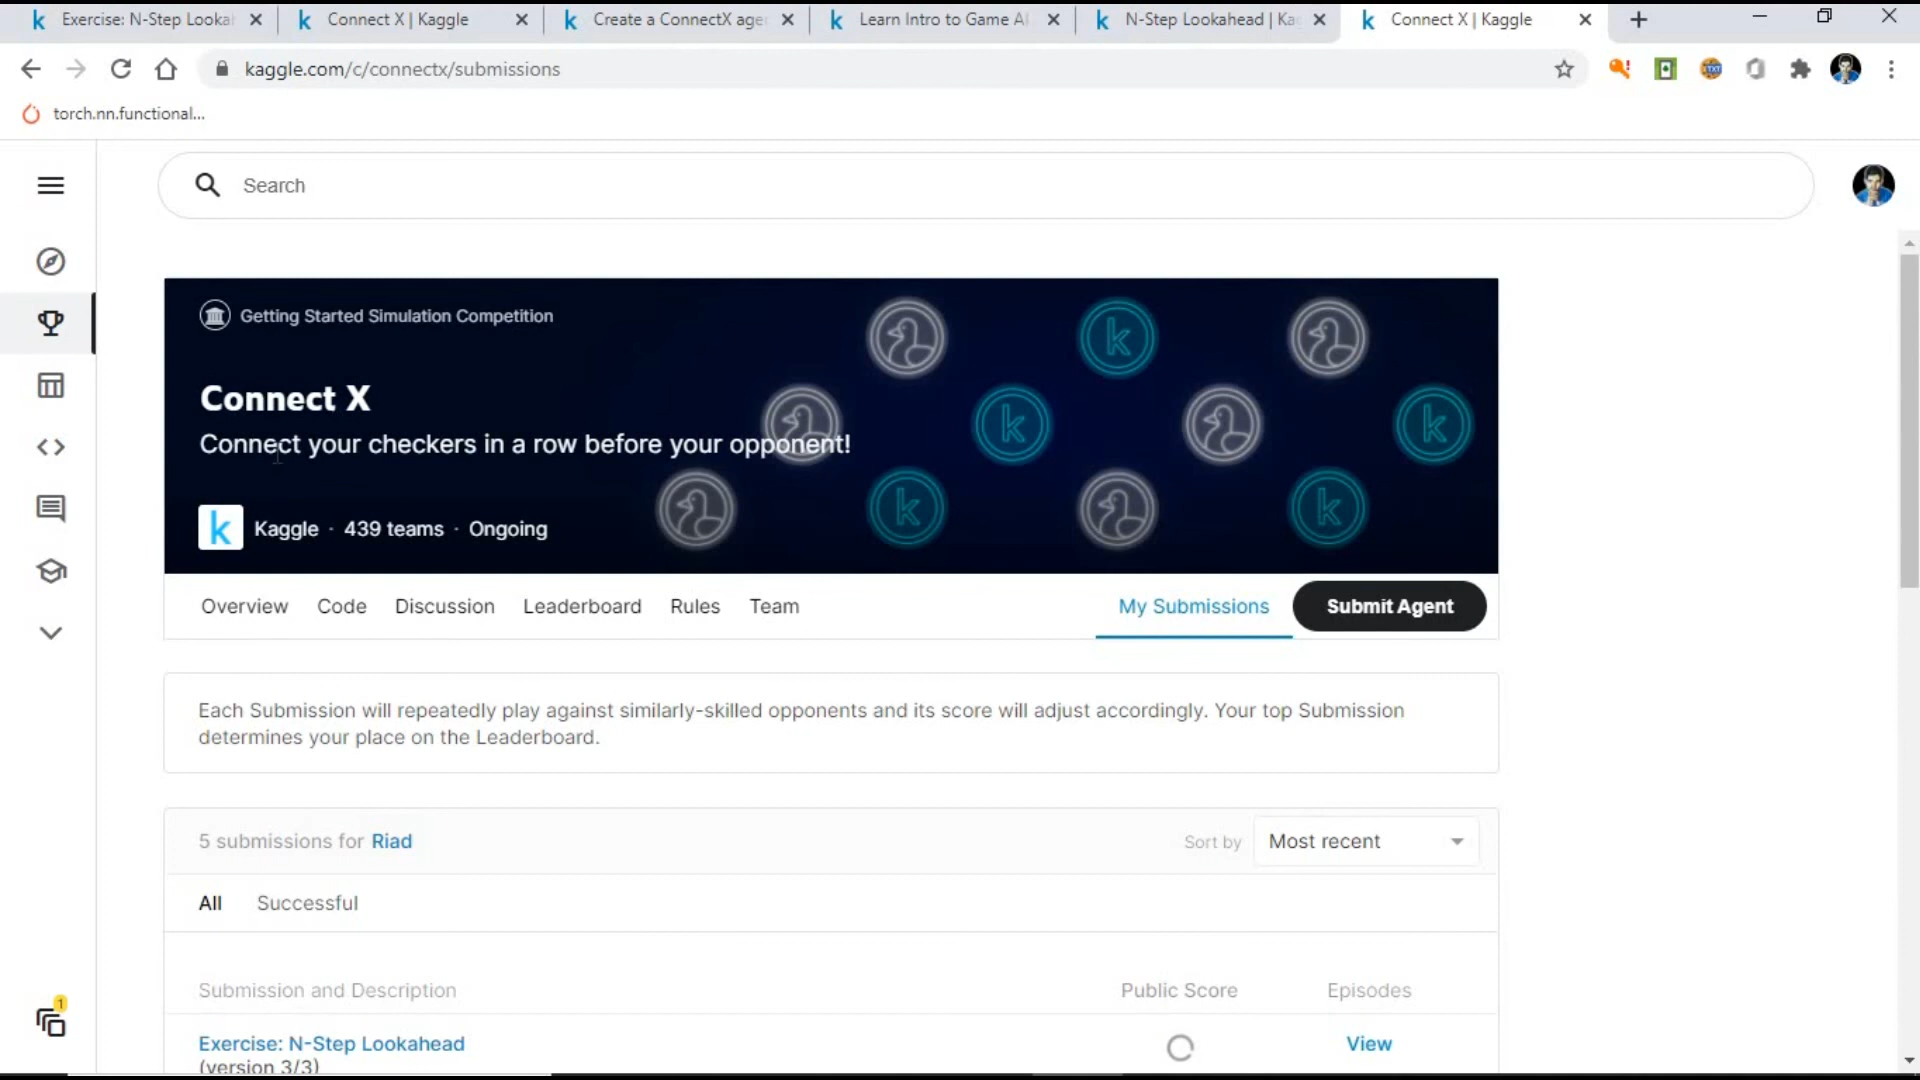 Exercise: N-Step Looka
Connect X | Kaggle
Create a ConnectX age
Learn Intro to Game AI
N-Step Lookahead | Ka
Connect X | Kaggle
kaggle.com/c/connectx/submissions
torch.nn.functional...
Search
Getting Started Simulation Competition
Connect X
Connect your checkers in a row before your opponent!
Kaggle · 439 teams · Ongoing
Overview Code Discussion Leaderboard Rules Team My Submissions Submit Agent
Each Submission will repeatedly play against similarly-skilled opponents and its score will adjust accordingly. Your top Submission
determines your place on the Leaderboard.
5 submissions for Riad
Sort by Most recent
All Successful
Submission and Description Public Score Episodes
Exercise: N-Step Lookahead View
(version 3/3)
1